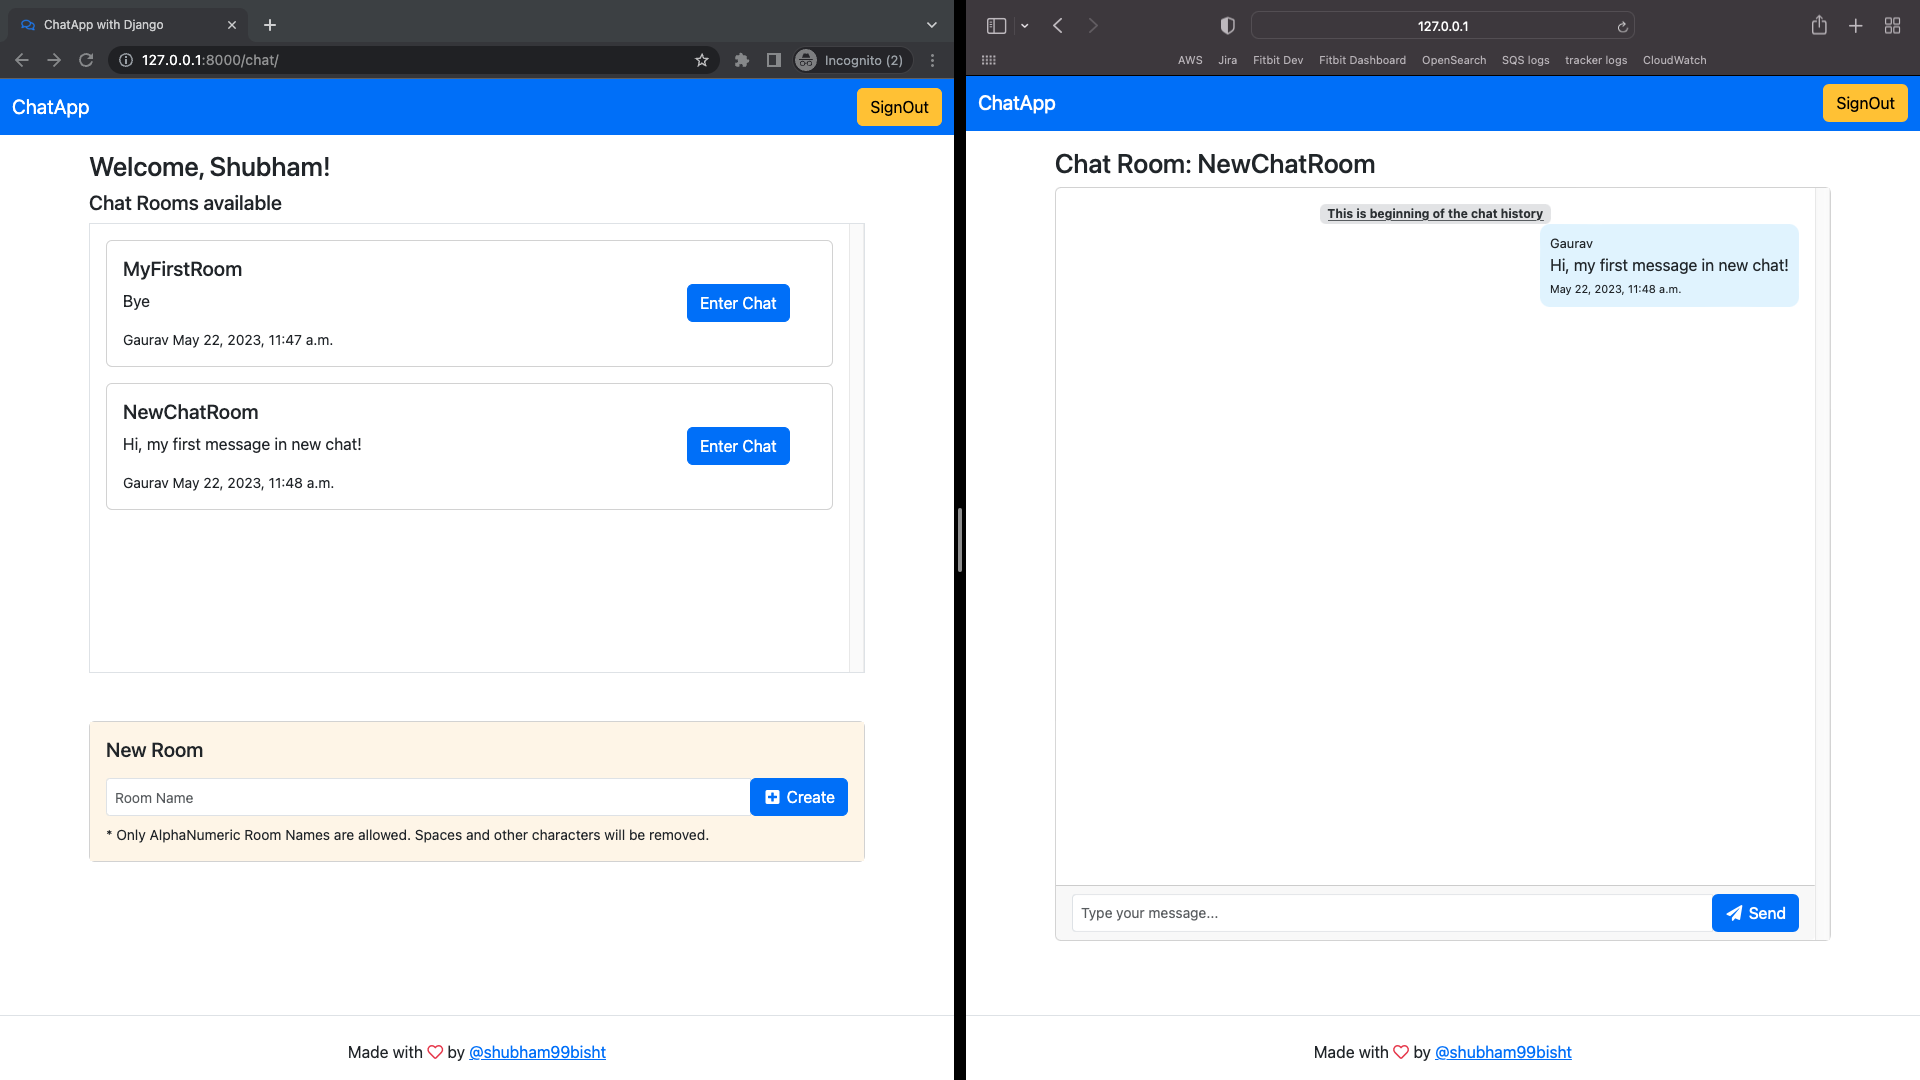 ChatApp with Django
127.0.0.1:8000/chat/
Incognito (2)
ChatApp
SignOut
Welcome, Shubham!
Chat Rooms available
MyFirstRoom
Bye
Enter Chat
Gaurav May 22, 2023, 11:47 a.m.
NewChatRoom
Hi, my first message in new chat!
Enter Chat
Gaurav May 22, 2023, 11:48 a.m.
New Room
Room Name
Create
* Only AlphaNumeric Room Names are allowed. Spaces and other characters will be removed.
Made with by @shubham99bisht
127.0.0.1
AWS Jira Fitbit Dev Fitbit Dashboard OpenSearch SQS logs tracker logs CloudWatch
ChatApp
SignOut
Chat Room: NewChatRoom
This is beginning of the chat history
Gaurav
Hi, my first message in new chat!
May 22, 2023, 11:48 a.m.
Type your message...
Send
Made with by @shubham99bisht